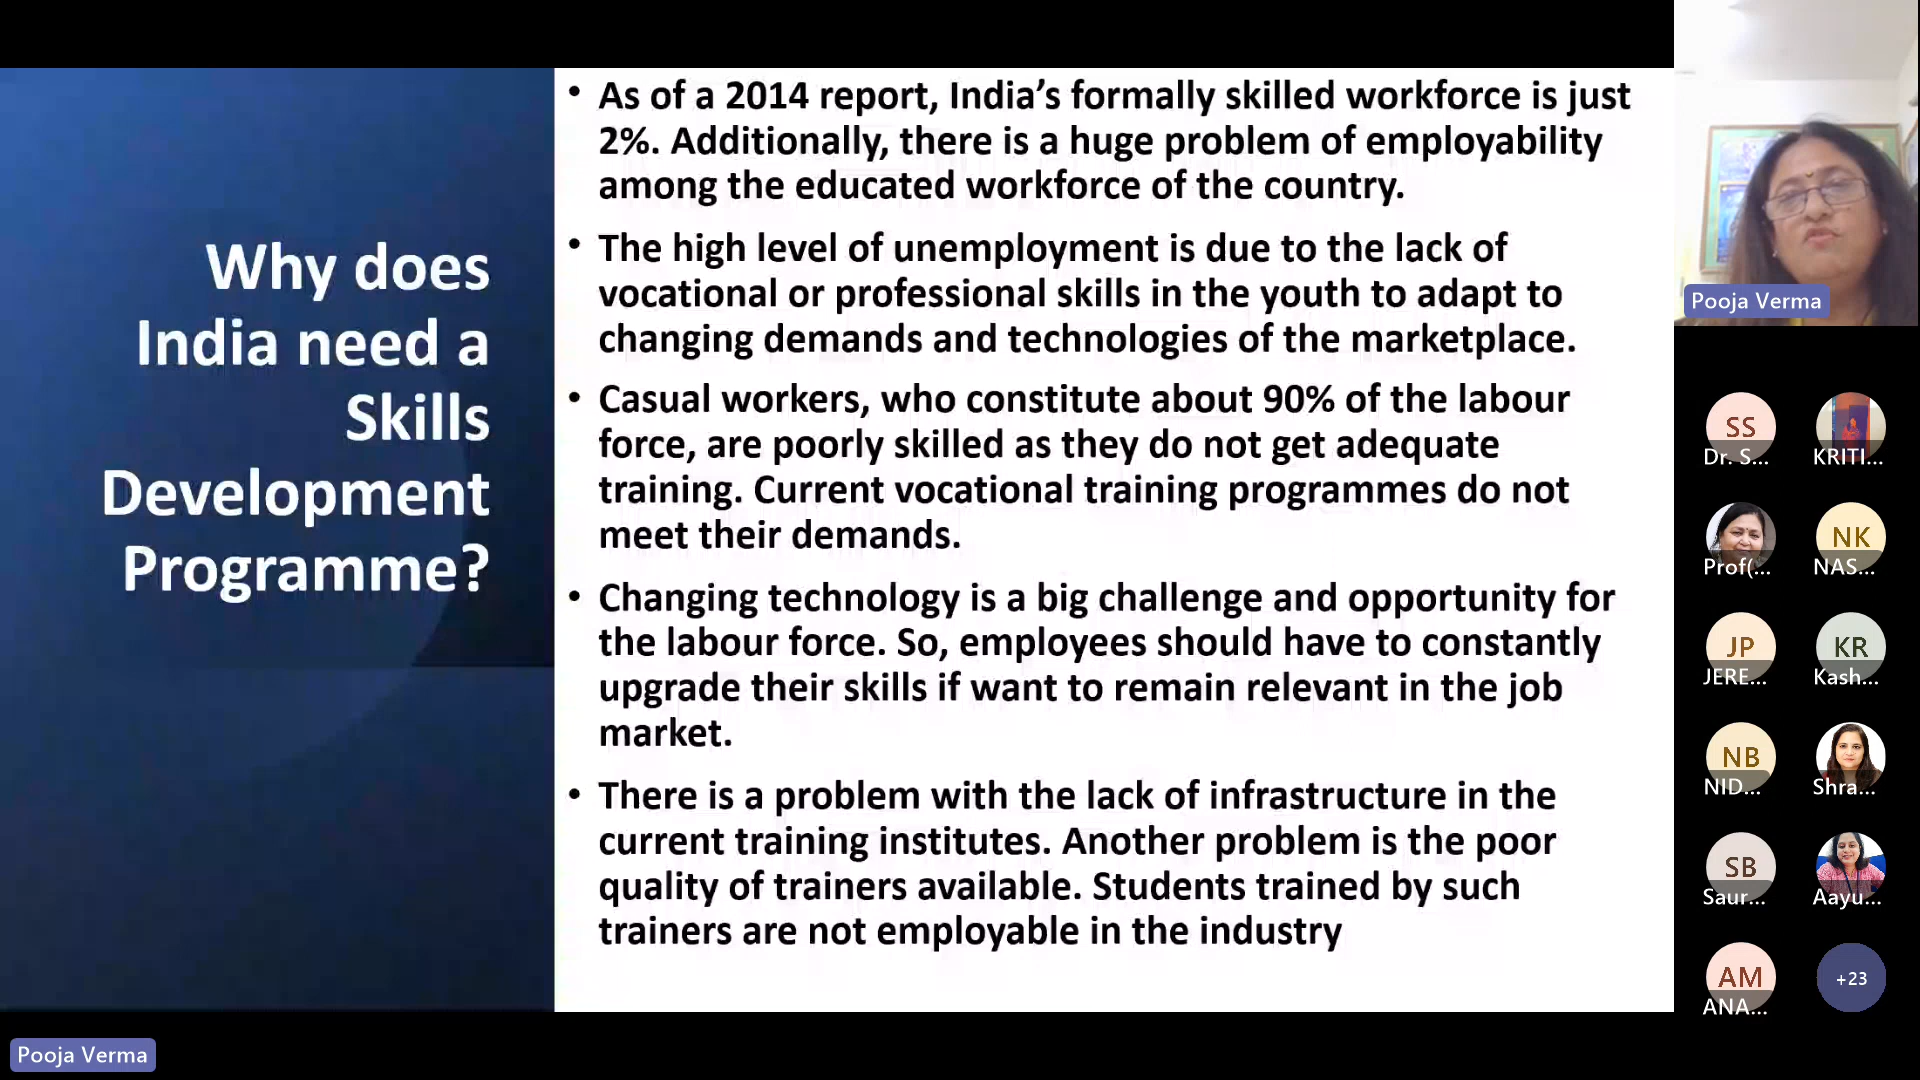 Why does
India need a
Skills
Development
Programme?
• As of a 2014 report, India’s formally skilled workforce is just
2%. Additionally, there is a huge problem of employability
among the educated workforce of the country.
• The high level of unemployment is due to the lack of
vocational or professional skills in the youth to adapt to
changing demands and technologies of the marketplace.
• Casual workers, who constitute about 90% of the labour
force, are poorly skilled as they do not get adequate
training. Current vocational training programmes do not
meet their demands.
• Changing technology is a big challenge and opportunity for
the labour force. So, employees should have to constantly
upgrade their skills if want to remain relevant in the job
market.
• There is a problem with the lack of infrastructure in the
current training institutes. Another problem is the poor
quality of trainers available. Students trained by such
trainers are not employable in the industry
Pooja Verma
SS
Dr. S...
KRITI...
Prof(...
NK
NAS...
JP
JERE...
KR
Kash...
NB
NID...
Shra...
SB
Saur...
Aayu...
AM
ANA...
+23
Pooja Verma